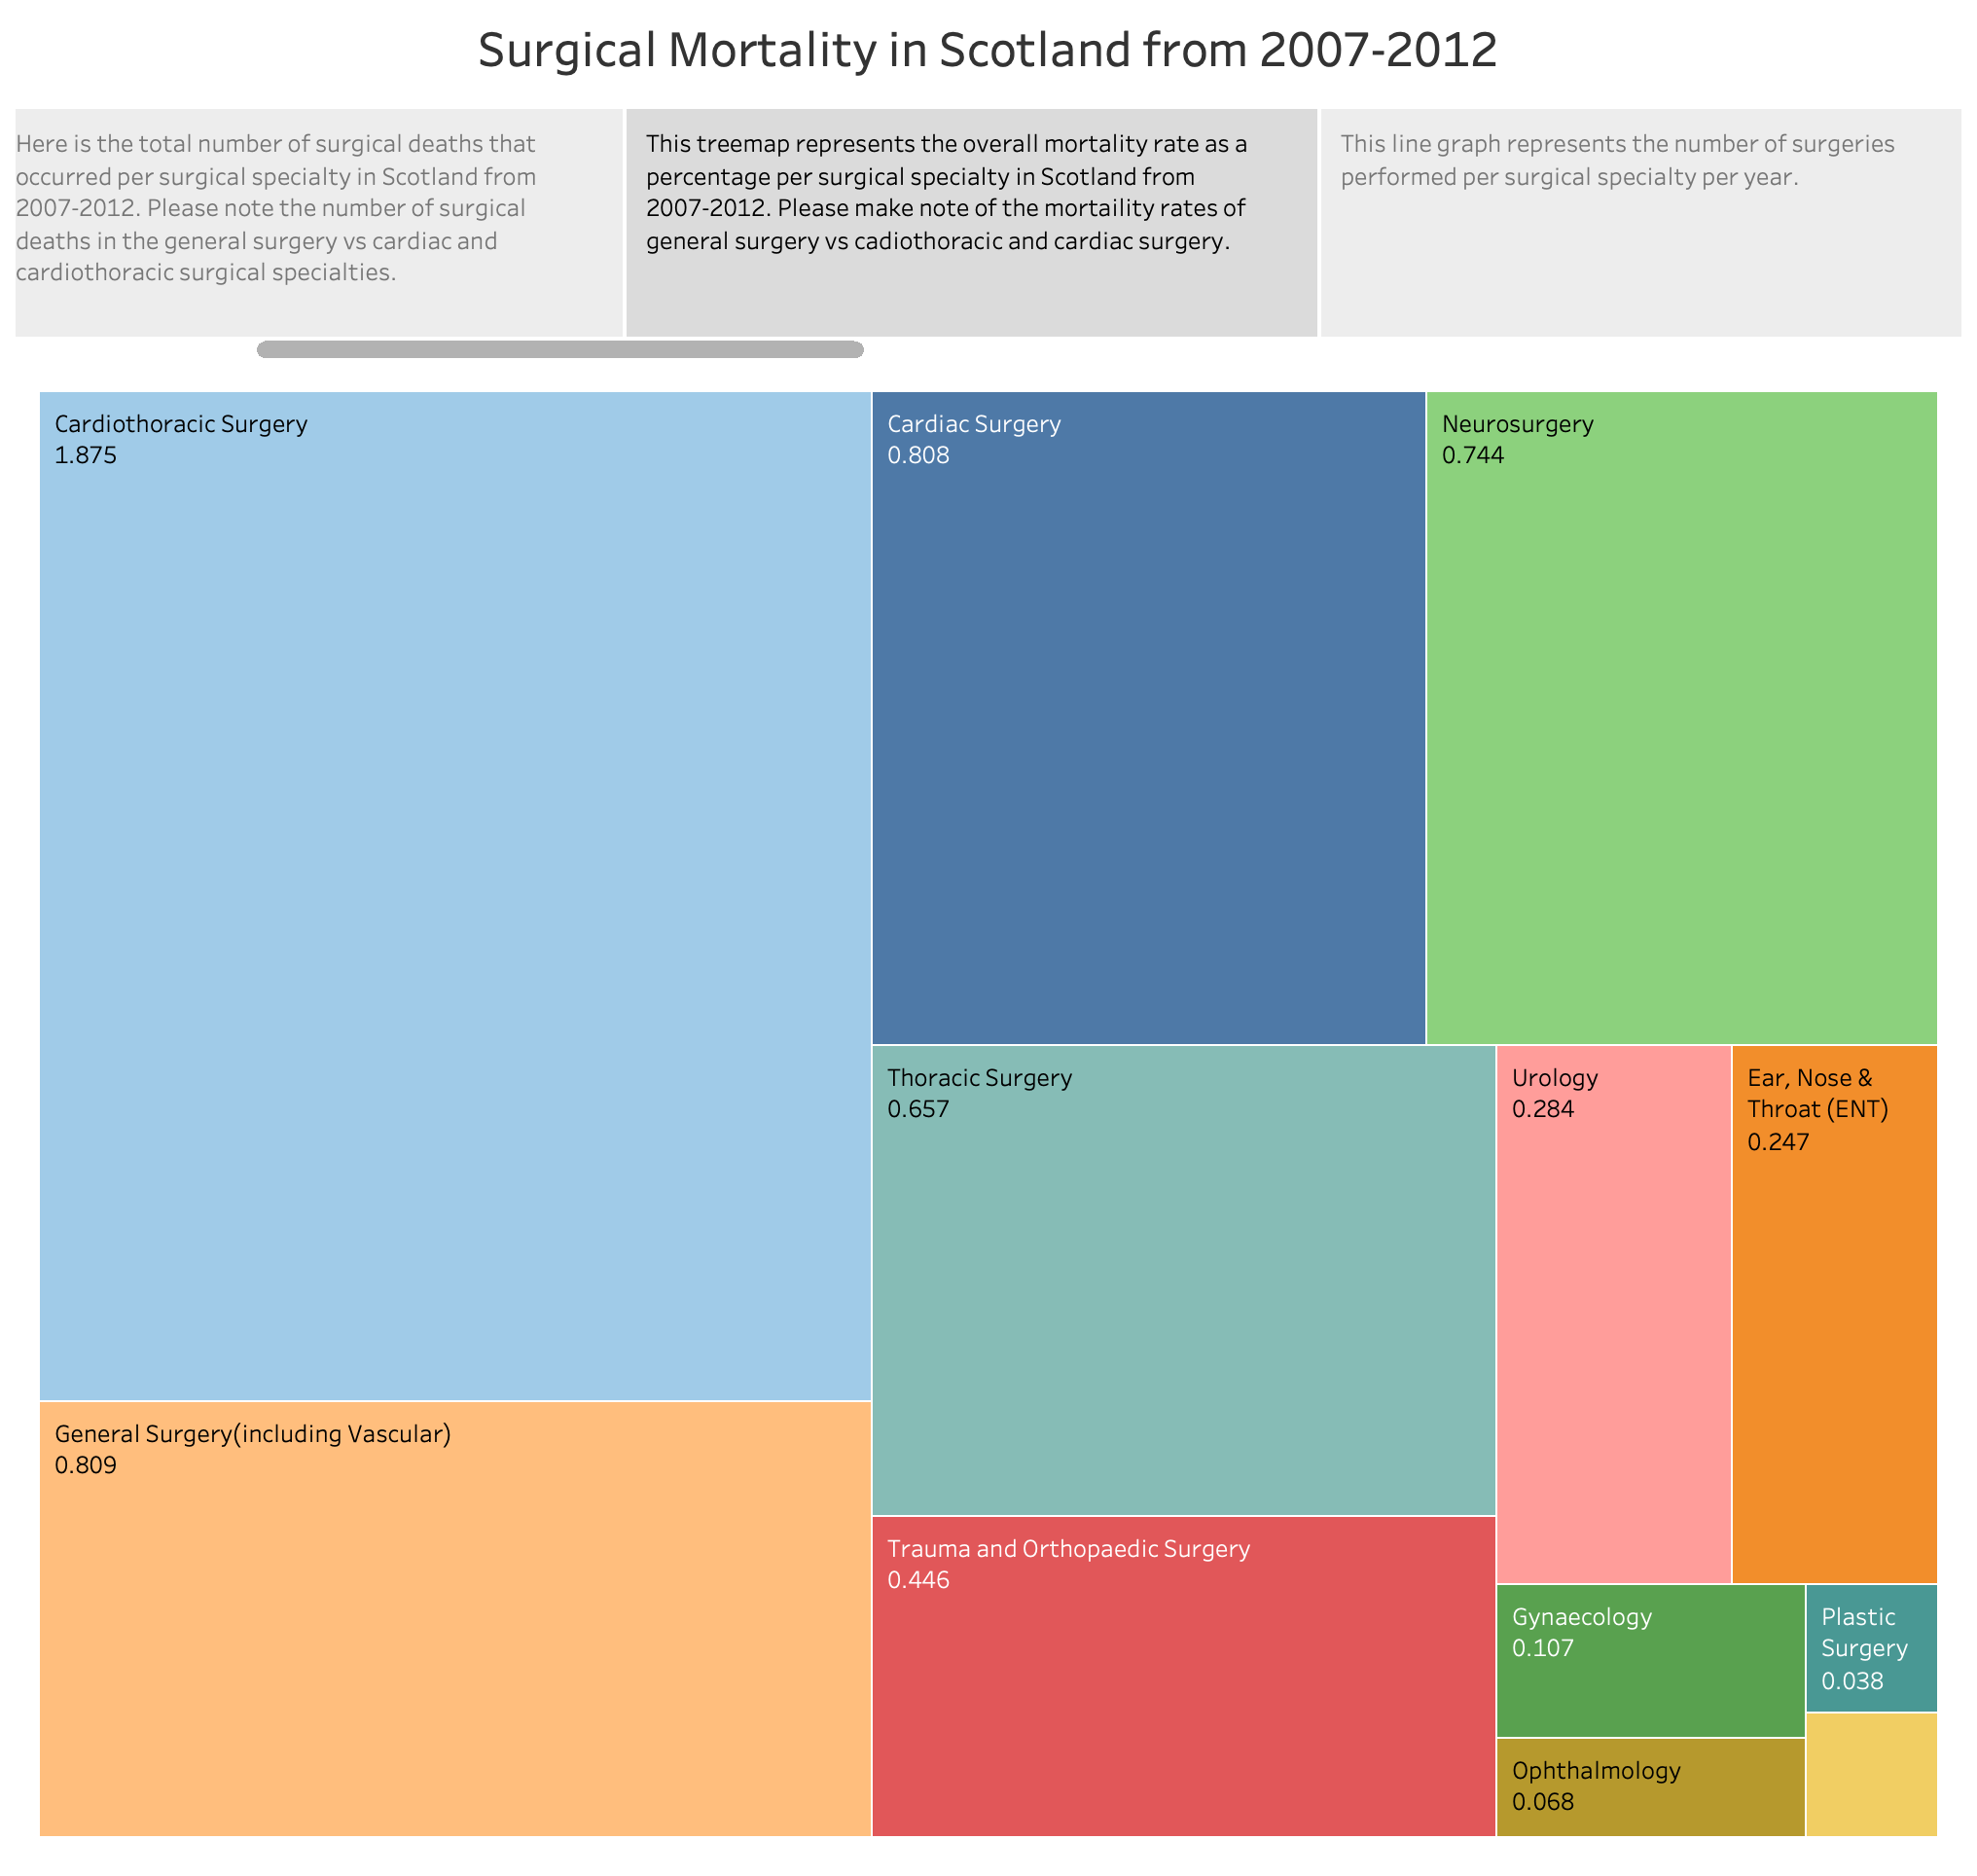 Surgical Mortality in Scotland from 2007-2012
Here is the total number of surgical deaths that
occurred per surgical specialty in Scotland from
2007-2012. Please note the number of surgical
deaths in the general surgery vs cardiac and
cardiothoracic surgical specialties.
This treemap represents the overall mortality rate as a
percentage per surgical specialty in Scotland from
2007-2012. Please make note of the mortaility rates of
general surgery vs cadiothoracic and cardiac surgery.
This line graph represents the number of surgeries
performed per surgical specialty per year.
Cardiothoracic Surgery
1.875
Cardiac Surgery
0.808
Neurosurgery
0.744
Thoracic Surgery
0.657
Urology
0.284
Ear, Nose &
Throat (ENT)
0.247
General Surgery(including Vascular)
0.809
Trauma and Orthopaedic Surgery
0.446
Gynaecology
0.107
Plastic
Surgery
0.038
Ophthalmology
0.068